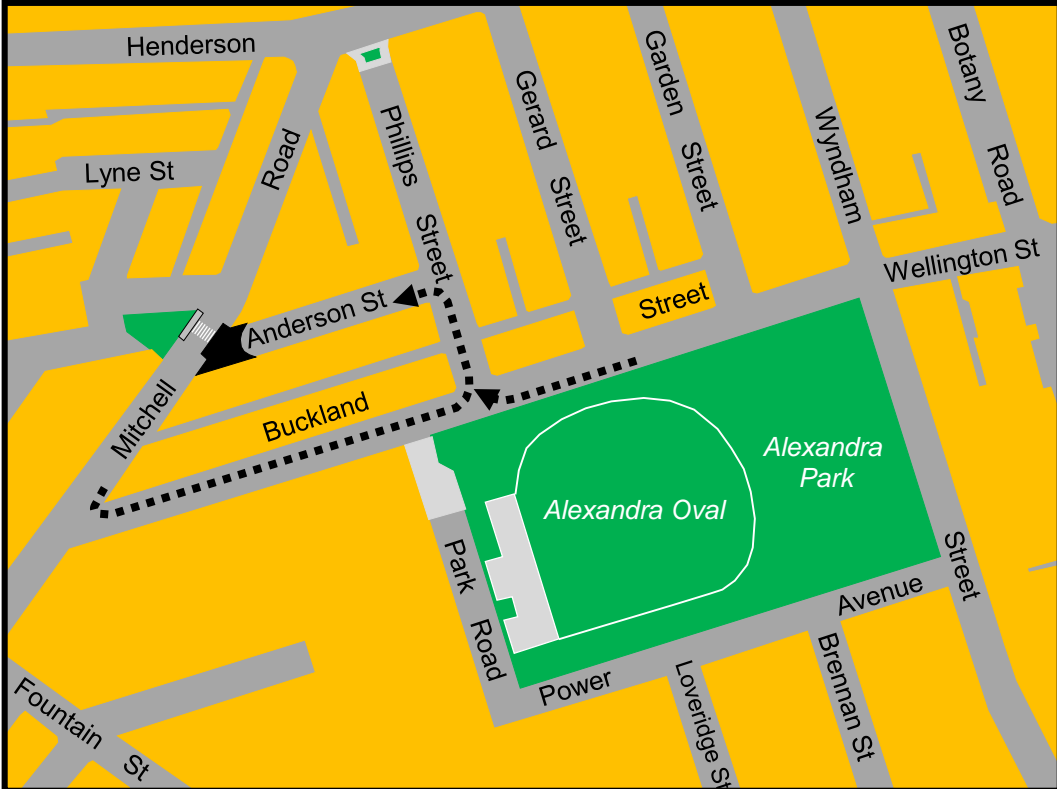 Henderson
Road
Lyne St
Phillips
Street
Gerard
Street
Garden
Street
Wyndham
Street
Botany
Road
Wellington St
Anderson St
Mitchell
Buckland
Street
Alexandra
Park
Alexandra Oval
Park
Road
Power
Avenue
Loveridge St
Brennan St
Fountain
St